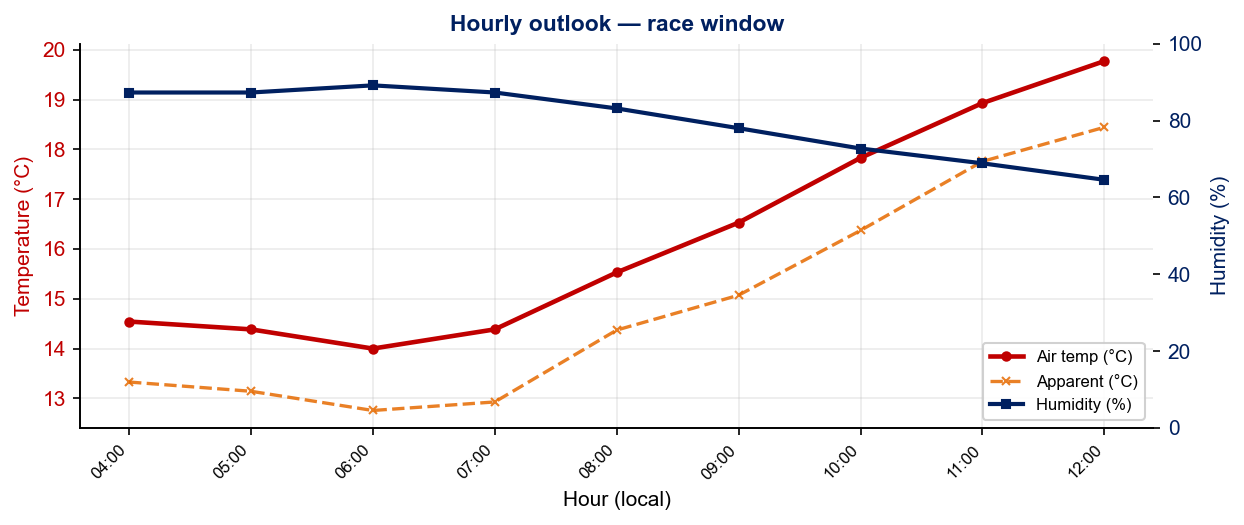 Hourly outlook — race window
Temperature (°C)
20
19
18
17
16
15
14
13
100
80
60
40
20
0
Humidity (%)
Air temp (°C)
Apparent (°C)
Humidity (%)
04:00 05:00 06:00 07:00 08:00 09:00 10:00 11:00 12:00
Hour (local)